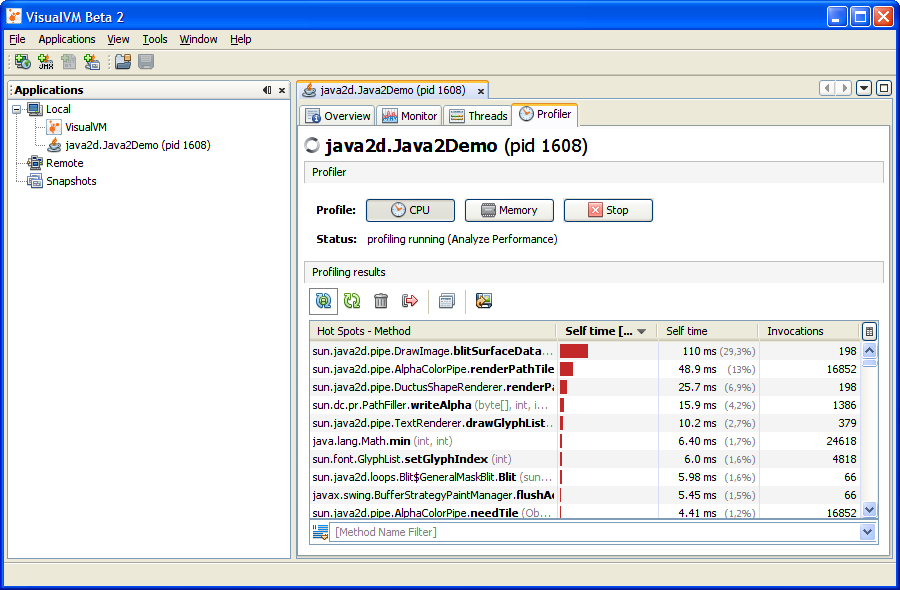 VisualVM Beta 2
File Applications View Tools Window Help
JMX
Applications
Local
VisualVM
java2d.Java2Demo (pid 1608)
Remote
Snapshots
java2d.Java2Demo (pid 1608)
Overview Monitor Threads Profiler
java2d.Java2Demo (pid 1608)
Profiler
Profile: CPU Memory Stop
Status: profiling running (Analyze Performance)
Profiling results
Hot Spots - Method Self time [... Self time Invocations
sun.java2d.pipe.DrawImage.blitSurfaceData... 110 ms (29,3%) 198
sun.java2d.pipe.AlphaColorPipe.renderPathTile 48.9 ms (13%) 16852
sun.java2d.pipe.DuctusShapeRenderer.renderPa 25.7 ms (6,9%) 198
sun.dc.pr.PathFiller.writeAlpha (byte[], int, i... 15.9 ms (4,2%) 1386
sun.java2d.pipe.TextRenderer.drawGlyphList... 10.2 ms (2,7%) 379
java.lang.Math.min (int, int) 6.40 ms (1,7%) 24618
sun.font.GlyphList.setGlyphIndex (int) 6.0 ms (1,6%) 4818
sun.java2d.loops.Blit$GeneralMaskBlit.Blit (sun... 5.98 ms (1,6%) 66
javax.swing.BufferStrategyPaintManager.flushAc 5.45 ms (1,5%) 66
sun.java2d.pipe.AlphaColorPipe.needTile (Ob... 4.41 ms (1,2%) 16852
[Method Name Filter]